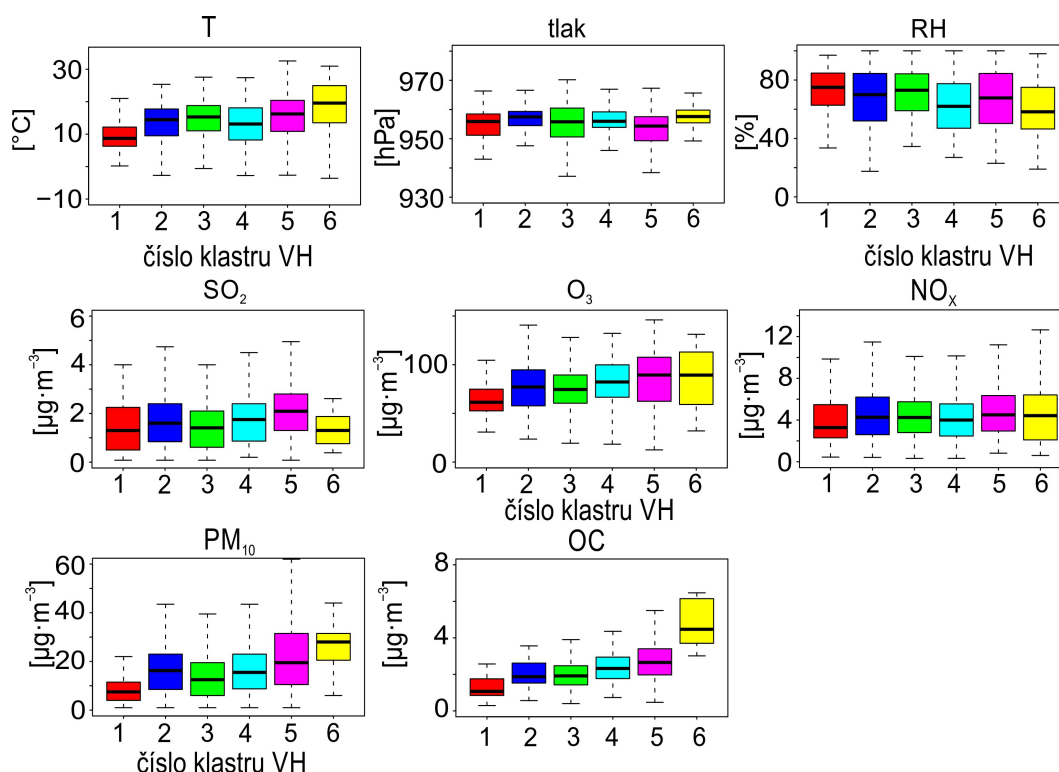 T
[°C]
30
10
−10
1 2 3 4 5 6
číslo klastru VH
tlak
[hPa]
970
950
930
1 2 3 4 5 6
RH
[%]
80
40
0
1 2 3 4 5 6
číslo klastru VH
SO₂
[µg·m⁻³]
6
4
2
0
1 2 3 4 5 6
O₃
[µg·m⁻³]
100
0
1 2 3 4 5 6
číslo klastru VH
NOₓ
[µg·m⁻³]
12
8
4
0
1 2 3 4 5 6
PM₁₀
[µg·m⁻³]
60
40
20
0
1 2 3 4 5 6
číslo klastru VH
OC
[µg·m⁻³]
8
4
0
1 2 3 4 5 6